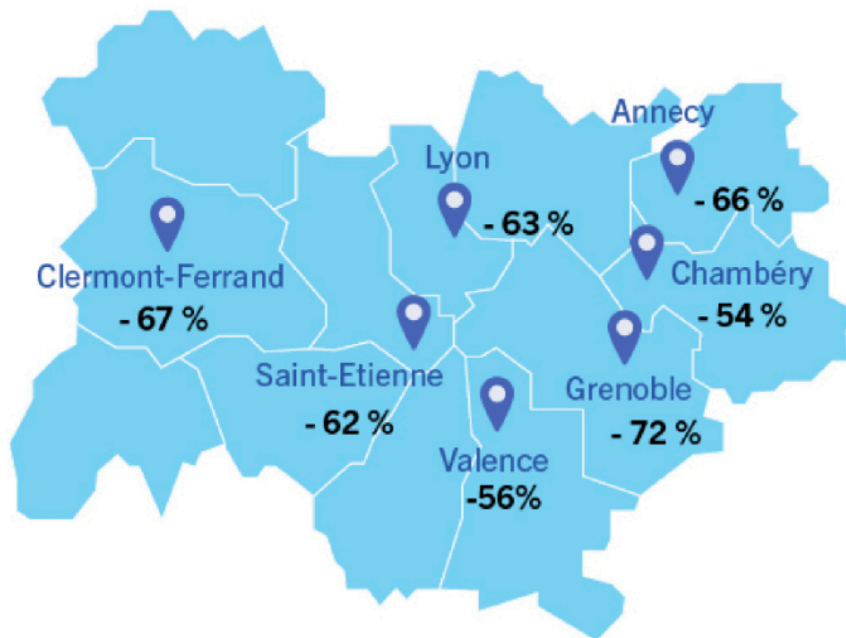 Annecy
- 66 %
Lyon
- 63 %
Clermont-Ferrand
- 67 %
Chambéry
- 54 %
Saint-Etienne
- 62 %
Grenoble
- 72 %
Valence
-56%